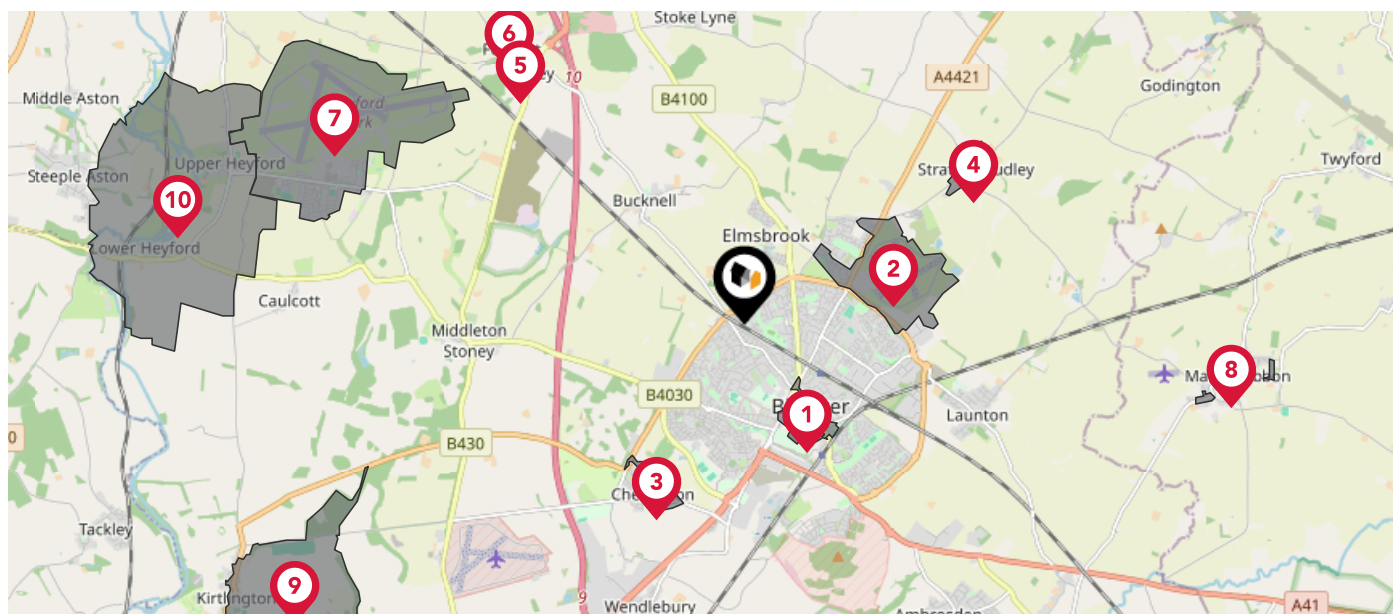 Stoke Lyne
6
5
10
A4421
Middle Aston
B4100
Godington
7
Upper Heyford
Steeple Aston
4
Twyford
10
Bucknell
Elmsbrook
Lower Heyford
2
Caulcott
Middleton
Stoney
8
B4030
1
Launton
B430
3
Tackley
9
Kirtlington
9
Wendlebury
Ambrosden
A41
0